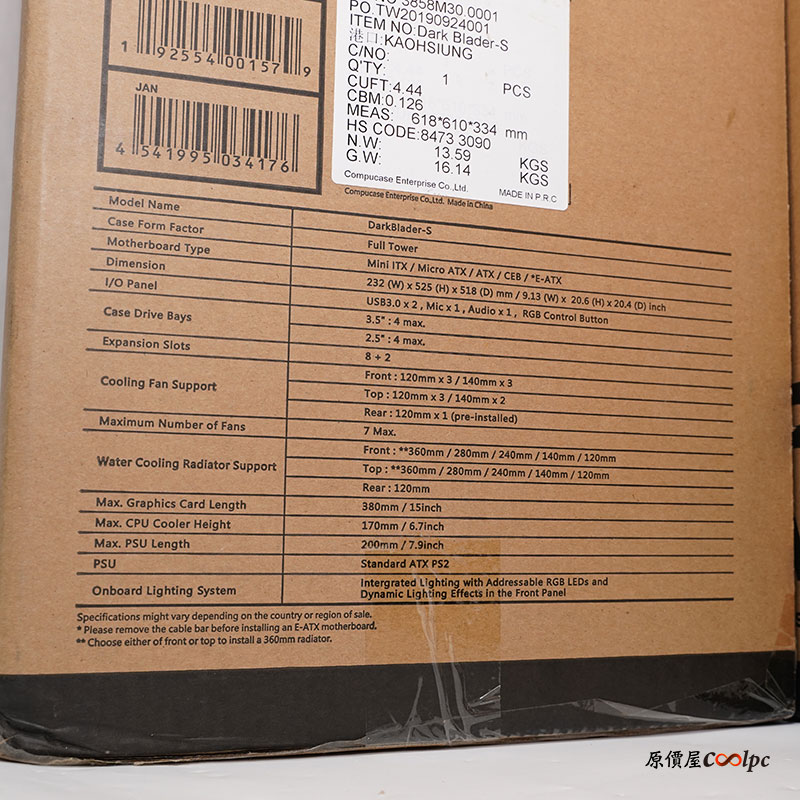 3858M30.0001
PO.TW20190924001
ITEM NO:Dark Blader-S
港口:KAOHSIUNG
C/NO:
Q'TY: 1 PCS
CUFT:4.44
CBM:0.126
MEAS: 618*610*334 mm
HS CODE:8473 3090
N.W: 13.59 KGS
G.W: 16.14 KGS
Compucase Enterprise Co.,Ltd. MADE IN P.R.C
Compucase Enterprise Co.,Ltd. Made in China
1 92554 00157 9
JAN
4 541995 034176
Model Name DarkBlader-S
Case Form Factor Full Tower
Motherboard Type Mini ITX / Micro ATX / ATX / CEB / *E-ATX
Dimension 232 (W) x 525 (H) x 518 (D) mm / 9.13 (W) x 20.6 (H) x 20.4 (D) inch
I/O Panel USB3.0 x 2 , Mic x 1 , Audio x 1 , RGB Control Button
Case Drive Bays 3.5" : 4 max.
2.5" : 4 max.
Expansion Slots 8 + 2
Cooling Fan Support Front : 120mm x 3 / 140mm x 3
Top : 120mm x 3 / 140mm x 2
Rear : 120mm x 1 (pre-installed)
Maximum Number of Fans 7 Max.
Water Cooling Radiator Support Front : **360mm / 280mm / 240mm / 140mm / 120mm
Top : **360mm / 280mm / 240mm / 140mm / 120mm
Rear : 120mm
Max. Graphics Card Length 380mm / 15inch
Max. CPU Cooler Height 170mm / 6.7inch
Max. PSU Length 200mm / 7.9inch
PSU Standard ATX PS2
Onboard Lighting System Intergrated Lighting with Addressable RGB LEDs and
Dynamic Lighting Effects in the Front Panel
Specifications might vary depending on the country or region of sale.
* Please remove the cable bar before installing an E-ATX motherboard.
** Choose either of front or top to install a 360mm radiator.
原價屋Coolpc